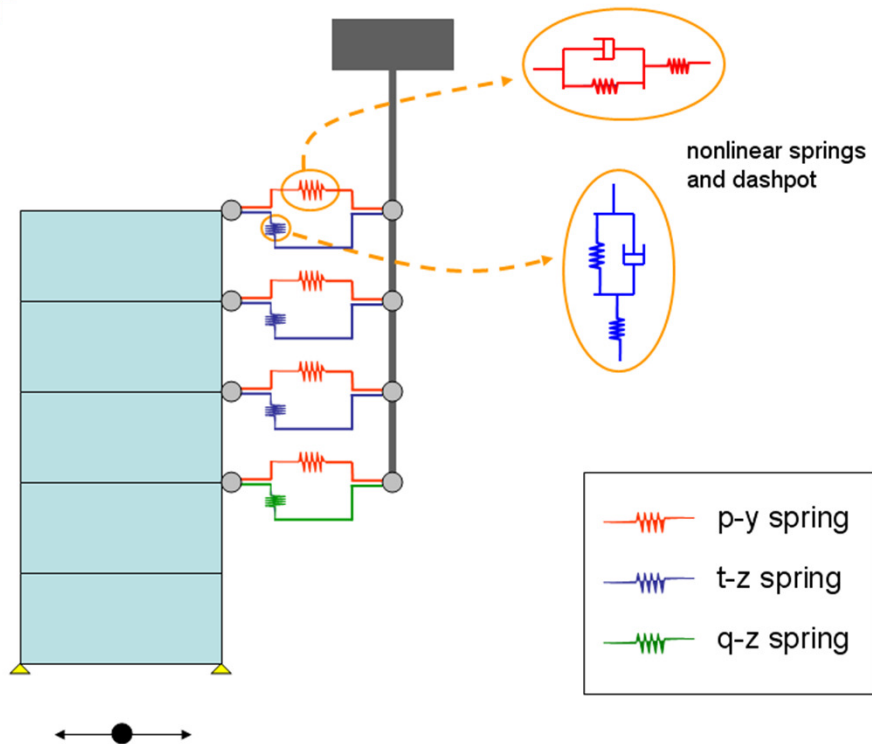 nonlinear springs
and dashpot
p-y spring
t-z spring
q-z spring